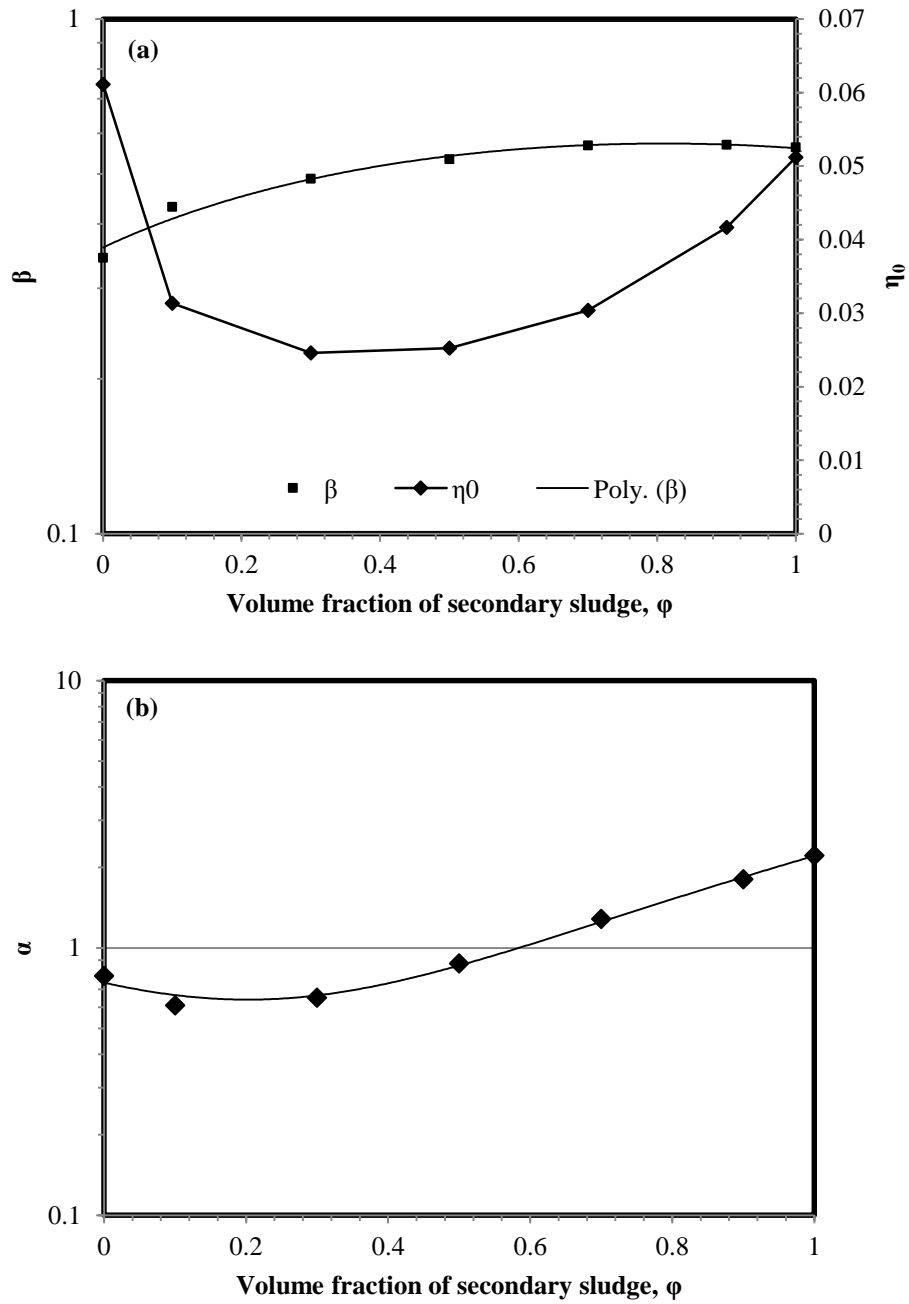 (a)
1
0.1
β
0.07
0.06
0.05
0.04
0.03
0.02
0.01
0
η₀
β η0 Poly. (β)
0 0.2 0.4 0.6 0.8 1
Volume fraction of secondary sludge, φ
(b)
10
1
0.1
α
0 0.2 0.4 0.6 0.8 1
Volume fraction of secondary sludge, φ